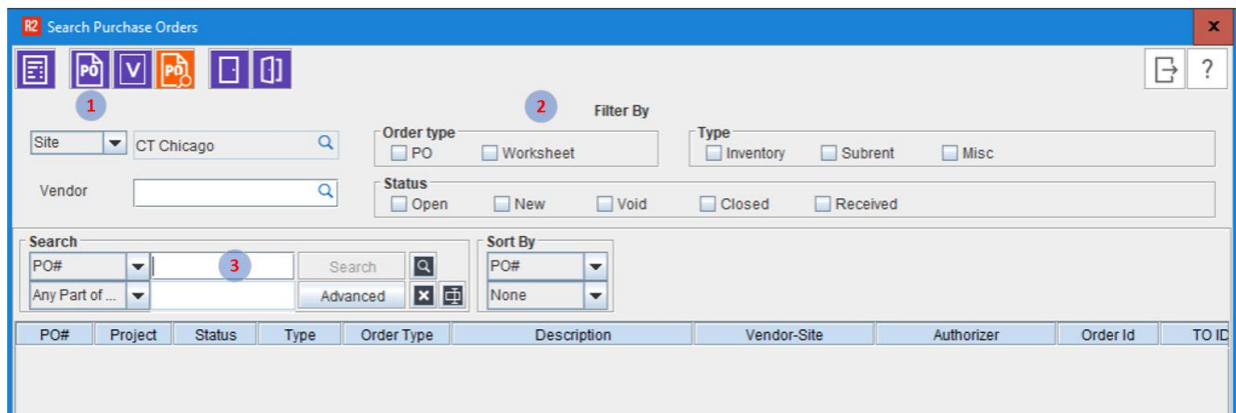 R2 Search Purchase Orders x
PO V PO ?
1 2 Filter By
Site CT Chicago
Order type
PO Worksheet
Type
Inventory Subrent Misc
Vendor
Status
Open New Void Closed Received
Search
PO# 3 Search
Any Part of ... Advanced
Sort By
PO#
None
PO# Project Status Type Order Type Description Vendor-Site Authorizer Order Id TO ID